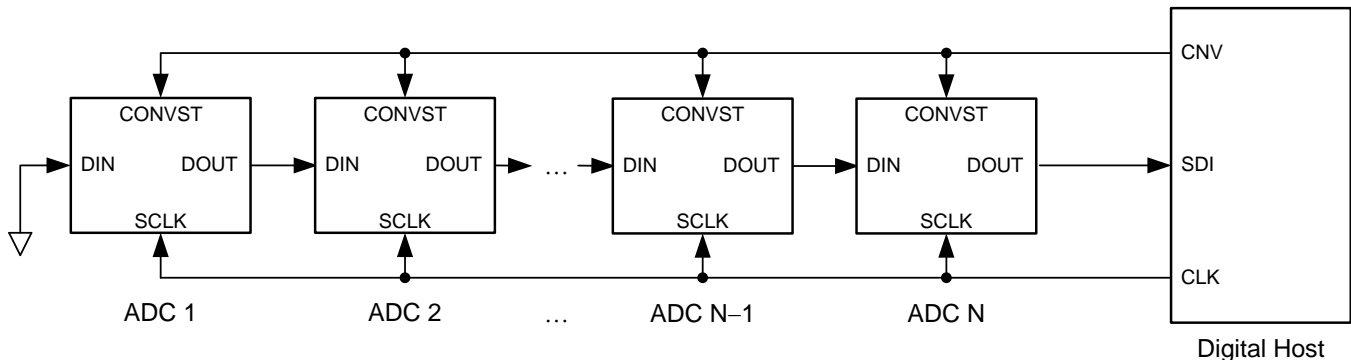 CNV
CONVST CONVST CONVST CONVST
DIN DOUT DIN DOUT … DIN DOUT DIN DOUT SDI
SCLK SCLK SCLK SCLK
CLK
ADC 1 ADC 2 … ADC N–1 ADC N
Digital Host